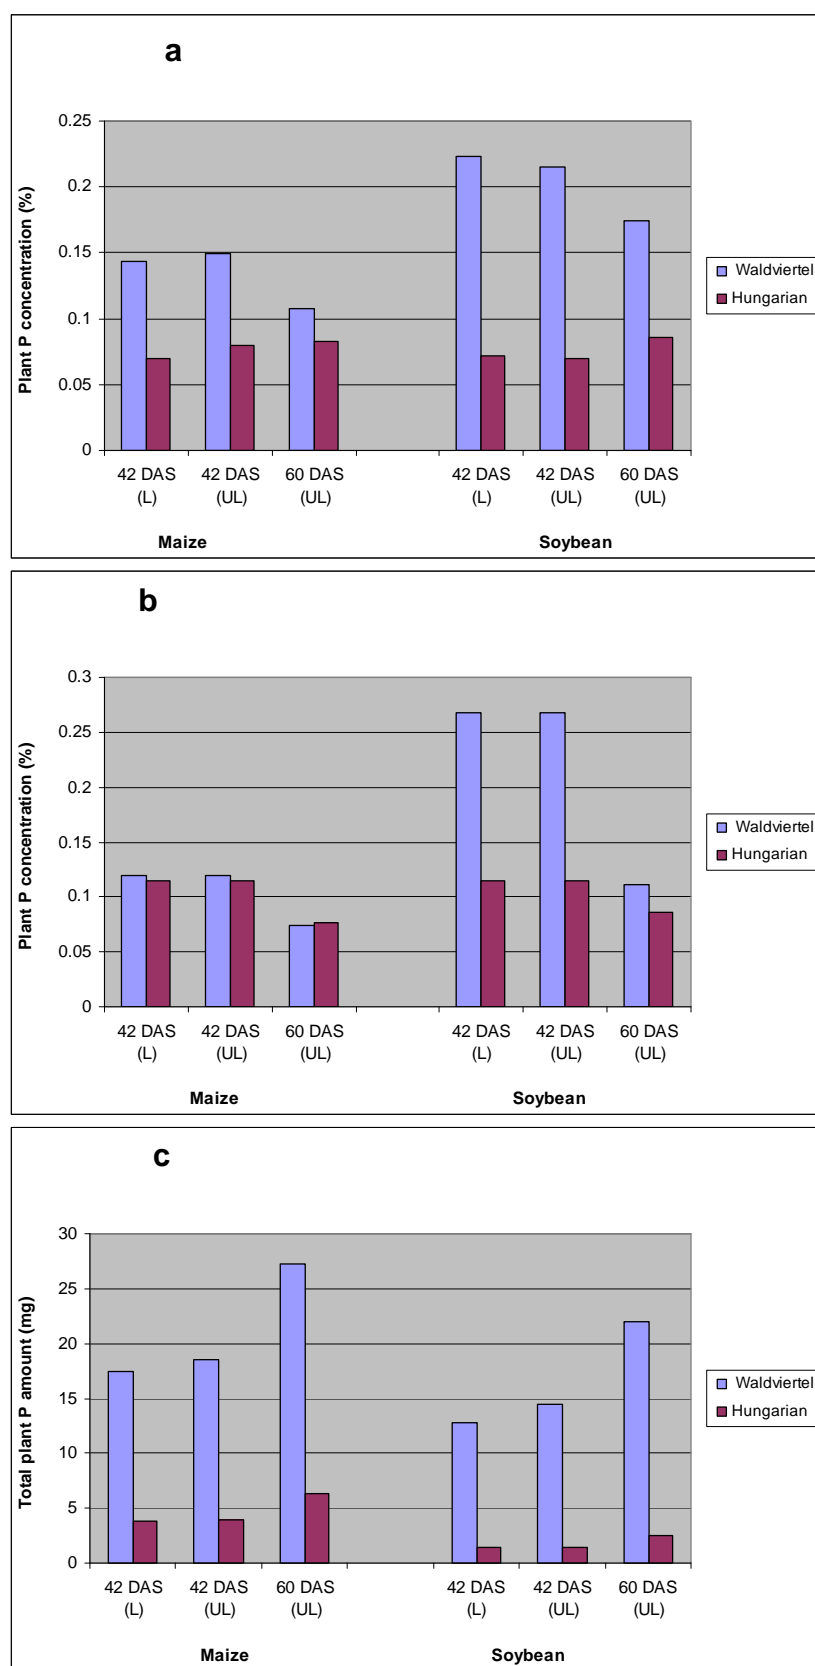 a
0.25
0.2
0.15
0.1
0.05
0
Plant P concentration (%)
42 DAS 42 DAS 60 DAS 42 DAS 42 DAS 60 DAS
(L) (UL) (UL) (L) (UL) (UL)
Maize Soybean
Waldviertel
Hungarian
b
0.3
0.25
0.2
0.15
0.1
0.05
0
Plant P concentration (%)
42 DAS 42 DAS 60 DAS 42 DAS 42 DAS 60 DAS
(L) (UL) (UL) (L) (UL) (UL)
Maize Soybean
Waldviertel
Hungarian
c
30
25
20
15
10
5
0
Total plant P amount (mg)
42 DAS 42 DAS 60 DAS 42 DAS 42 DAS 60 DAS
(L) (UL) (UL) (L) (UL) (UL)
Maize Soybean
Waldviertel
Hungarian